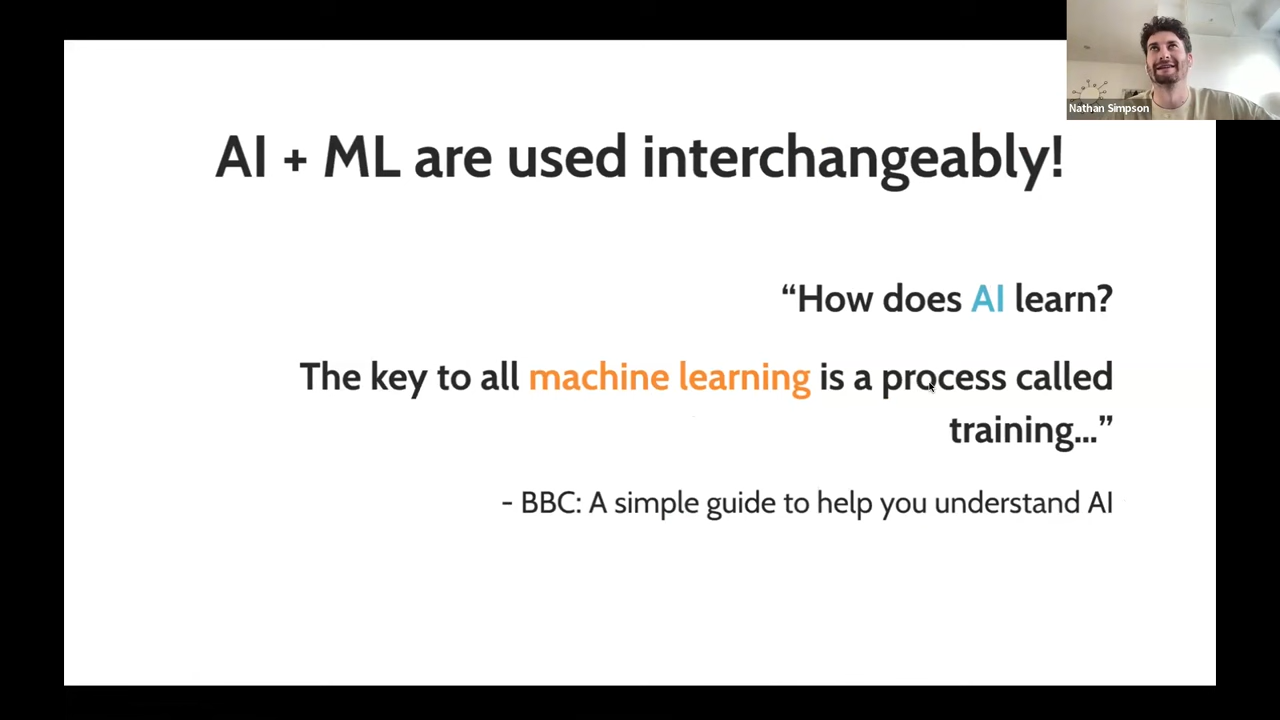 Nathan Simpson
AI + ML are used interchangeably!
“How does AI learn?
The key to all machine learning is a process called
training...”
- BBC: A simple guide to help you understand AI